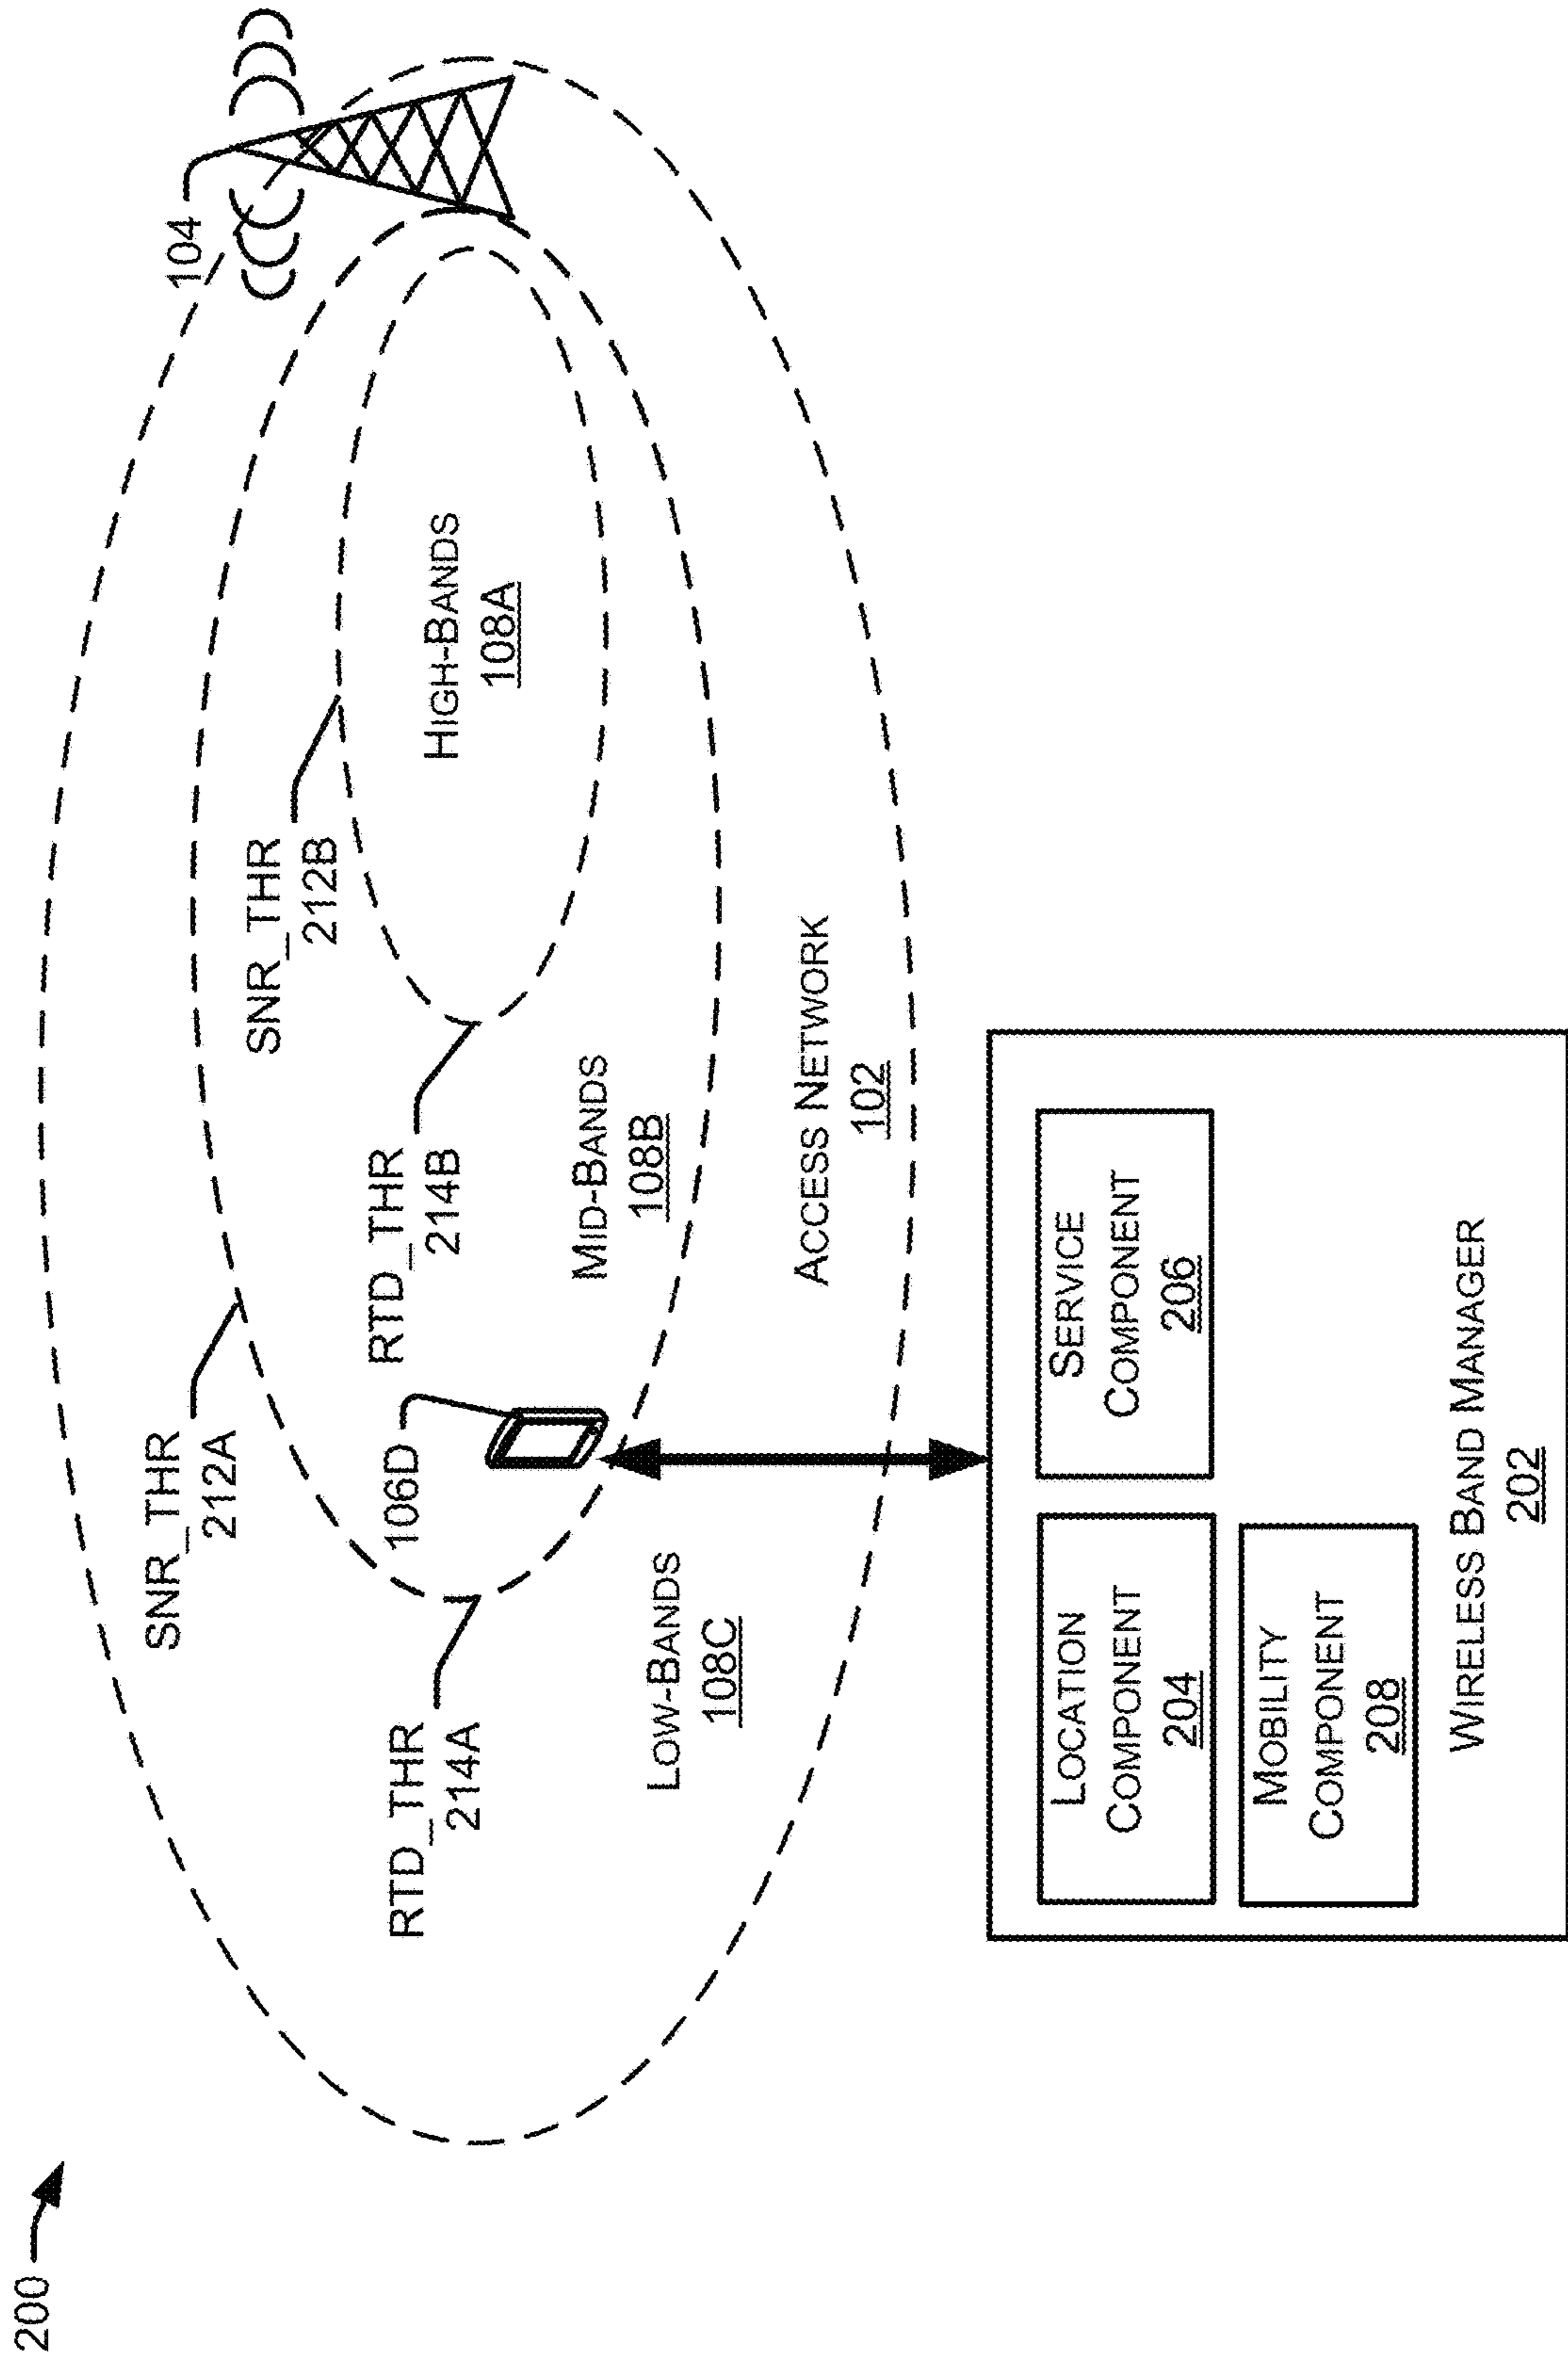 200
104
SNR_THR
212A
SNR_THR
212B
RTD_THR
214A
RTD_THR
214B
106D
HIGH-BANDS
108A
MID-BANDS
108B
LOW-BANDS
108C
ACCESS NETWORK
102
LOCATION
COMPONENT
204
SERVICE
COMPONENT
206
MOBILITY
COMPONENT
208
WIRELESS BAND MANAGER
202